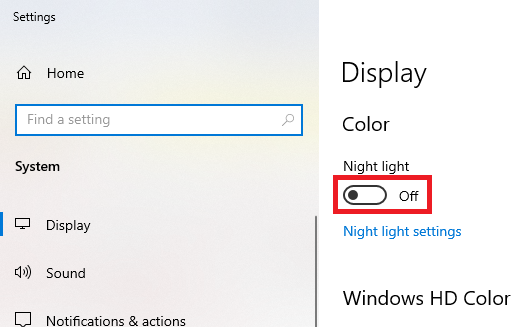 Settings
Home
Find a setting
System
Display
Sound
Notifications & actions
Display
Color
Night light
Off
Night light settings
Windows HD Color